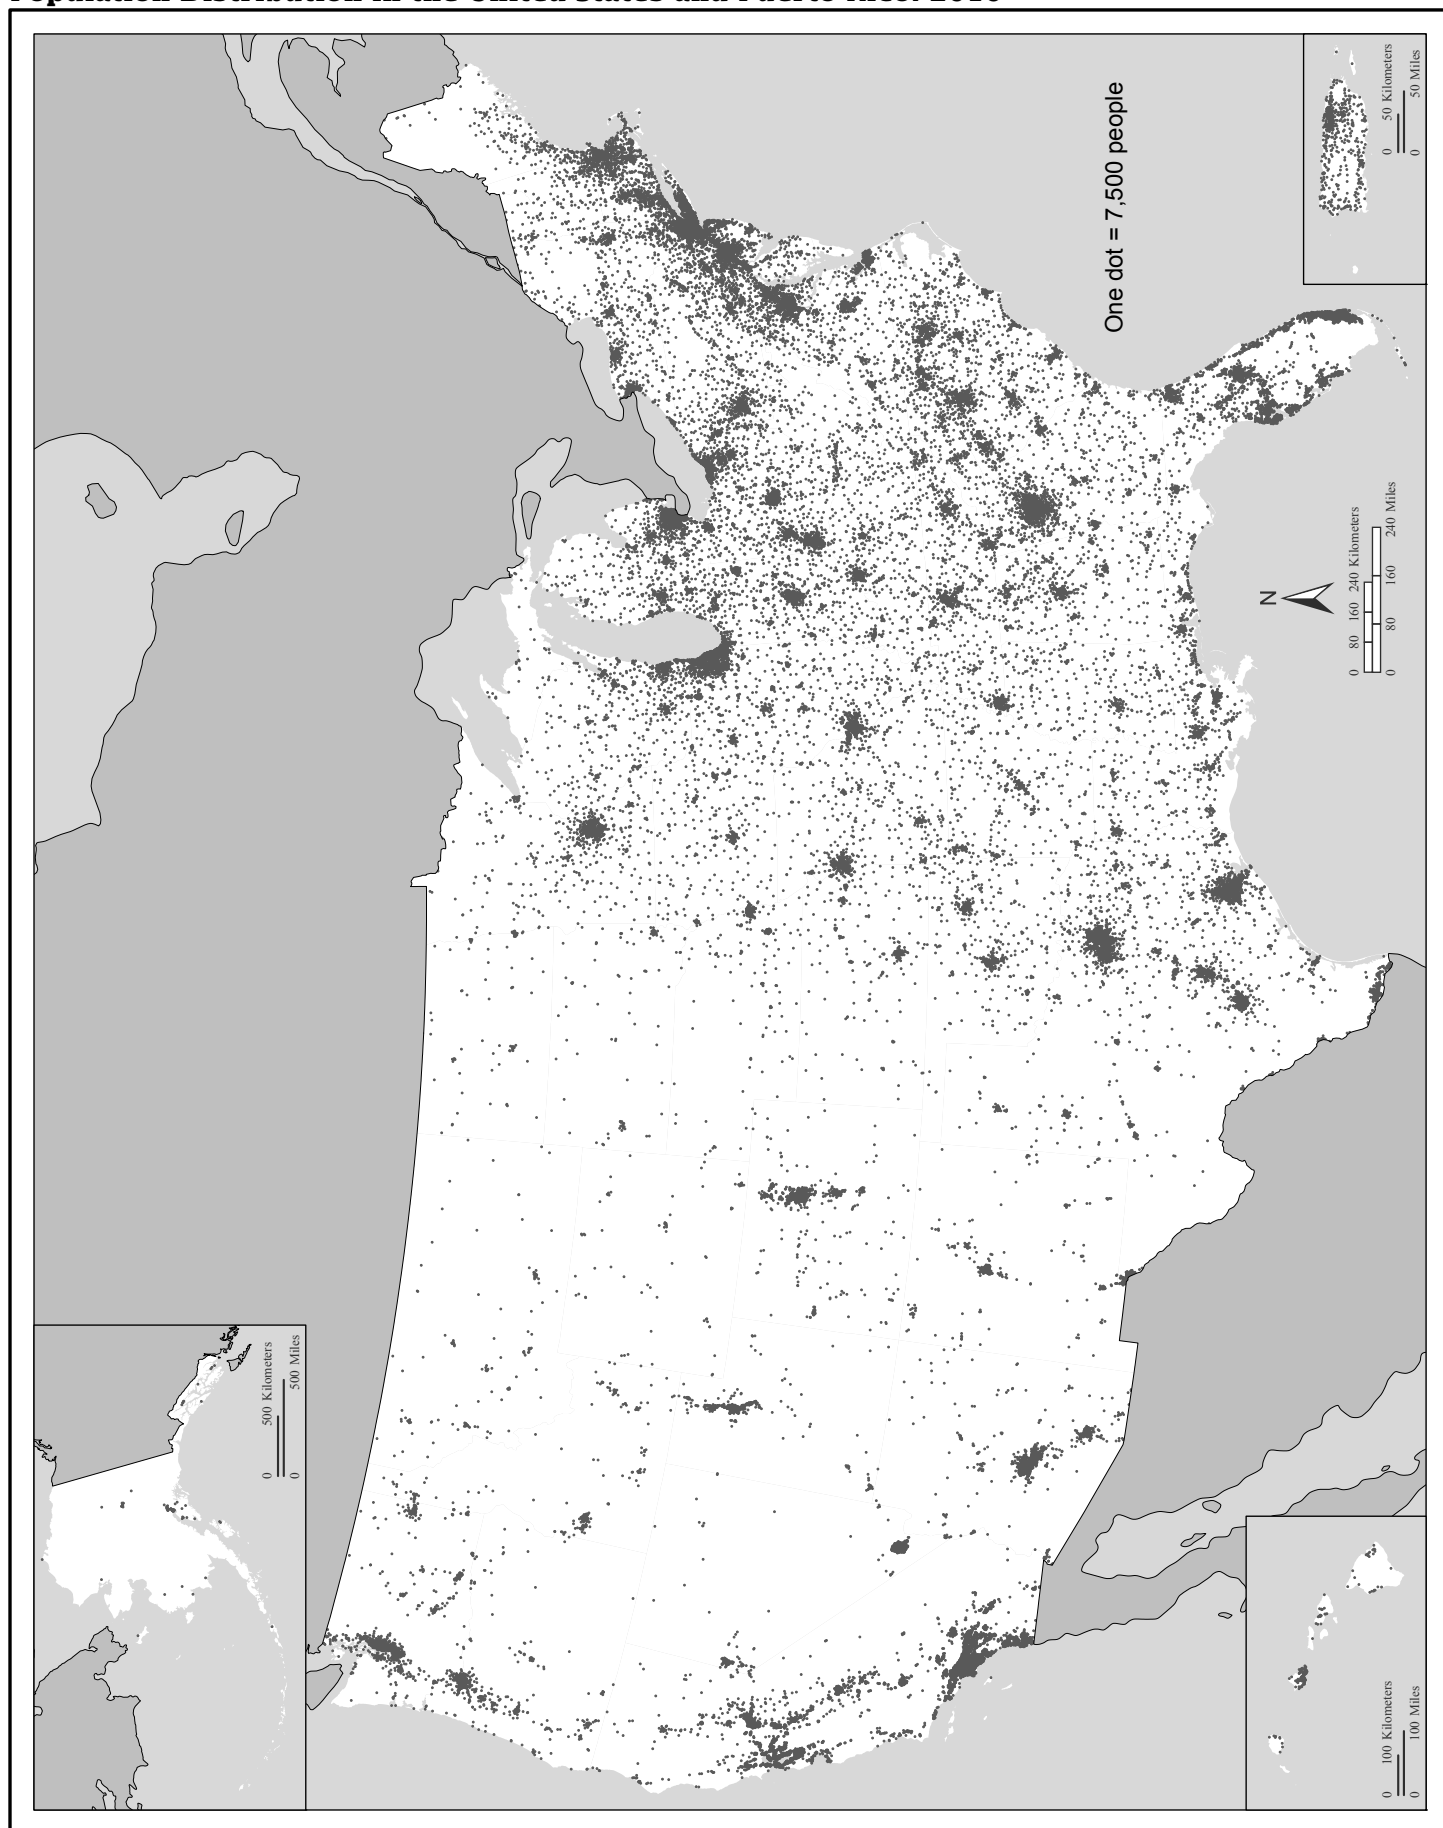 Population Distribution in the United States and Puerto Rico: 2010
0 500 Kilometers
0 500 Miles
One dot = 7,500 people
0 50 Kilometers
0 50 Miles
N
0 80 160 240 Kilometers
0 80 160 240 Miles
0 100 Kilometers
0 100 Miles